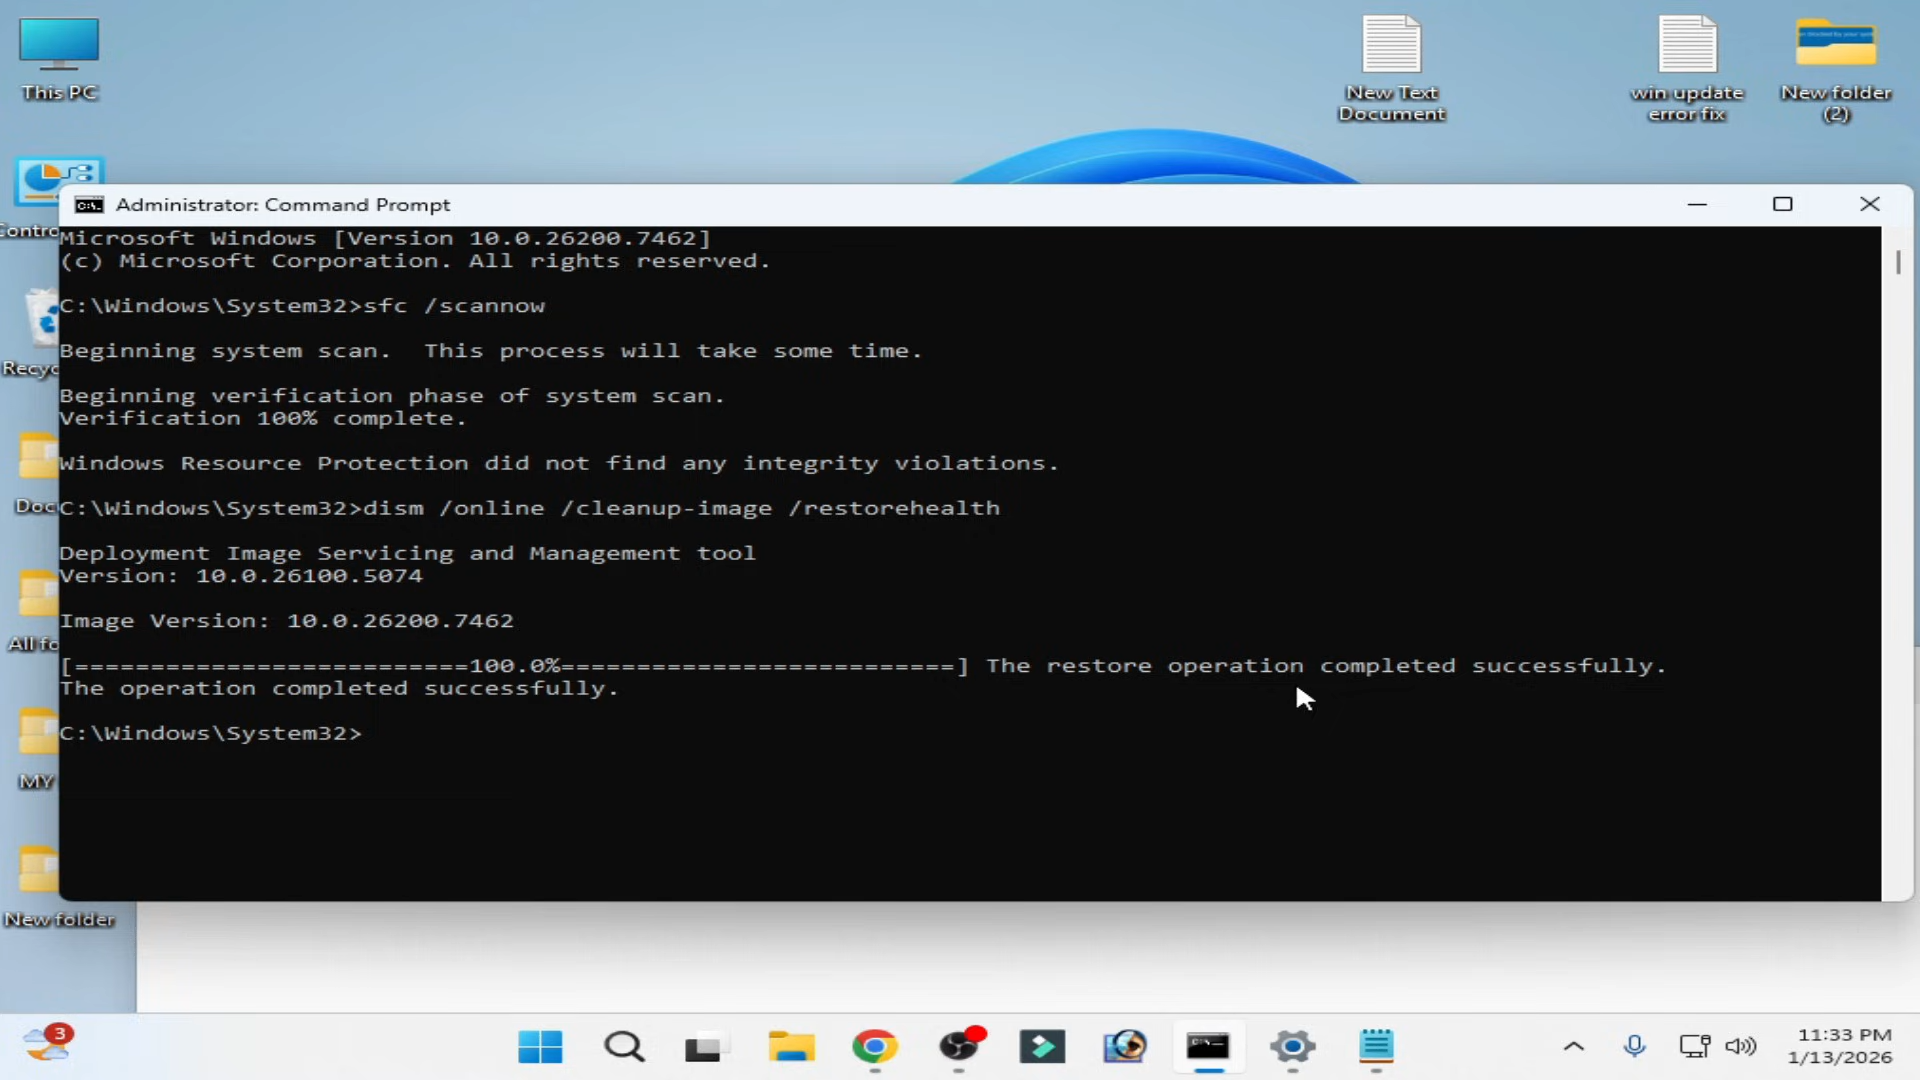 This PC
New Text
Document
win update
error fix
New folder
(2)
Administrator: Command Prompt
Microsoft Windows [Version 10.0.26200.7462]
(c) Microsoft Corporation. All rights reserved.
C:\Windows\System32>sfc /scannow
Beginning system scan.  This process will take some time.
Beginning verification phase of system scan.
Verification 100% complete.
Windows Resource Protection did not find any integrity violations.
C:\Windows\System32>dism /online /cleanup-image /restorehealth
Deployment Image Servicing and Management tool
Version: 10.0.26100.5074
Image Version: 10.0.26200.7462
[==========================100.0%==========================] The restore operation completed successfully.
The operation completed successfully.
C:\Windows\System32>
Contro
Recyc
Doc
All fo
MY
New folder
3
11:33 PM
1/13/2026